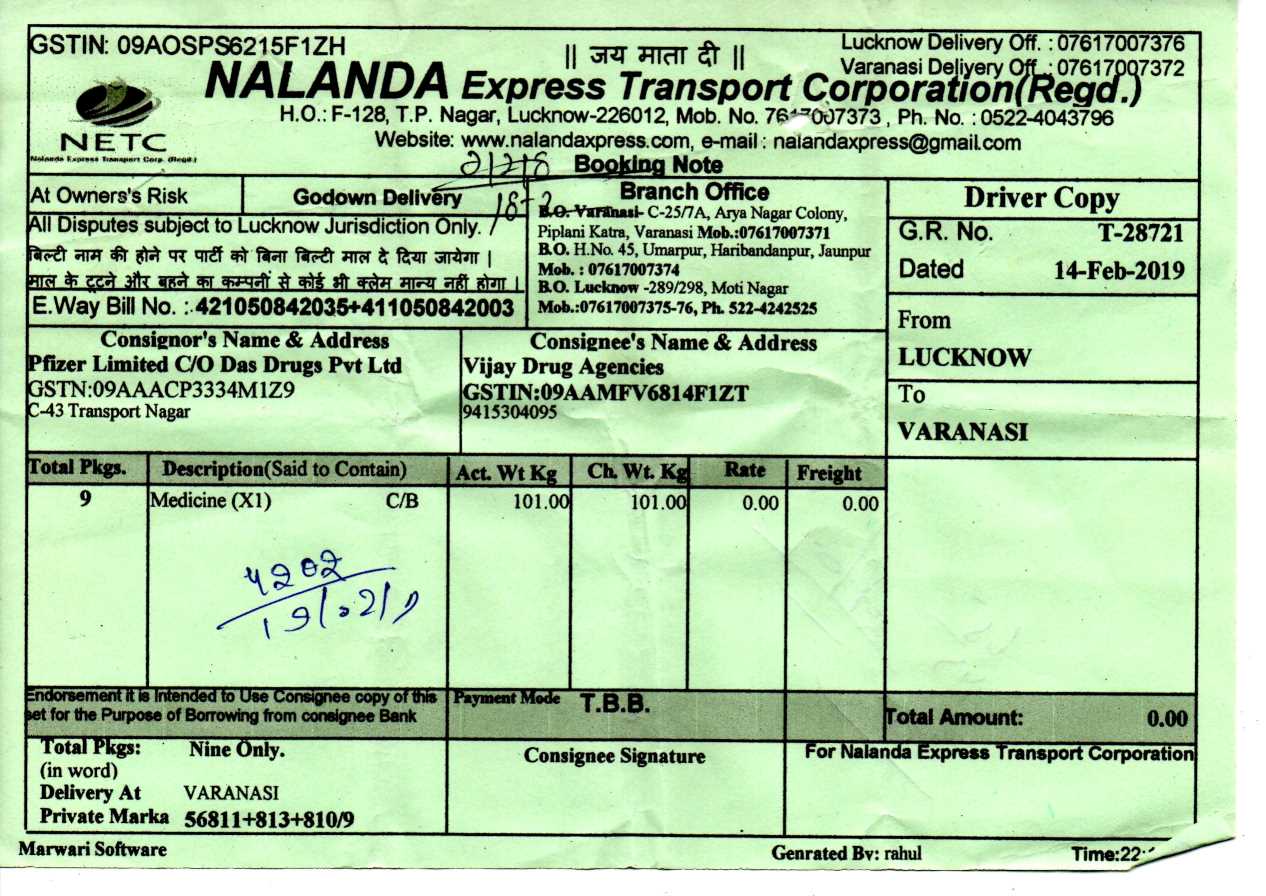 GSTIN: 09AOSPS6215F1ZH
|| जय माता दी ||
Lucknow Delivery Off. : 07617007376
Varanasi Delivery Off. : 07617007372
NALANDA Express Transport Corporation(Regd.)
H.O.: F-128, T.P. Nagar, Lucknow-226012, Mob. No. 7617007373 , Ph. No. : 0522-4043796
Website: www.nalandaxpress.com, e-mail : nalandaxpress@gmail.com
NETC
Nalanda Express Transport Corp. (Regd.)
Booking Note
At Owners's Risk
Godown Delivery
All Disputes subject to Lucknow Jurisdiction Only.
बिल्टी नाम की होने पर पार्टी को बिना बिल्टी माल दे दिया जायेगा |
माल के टूटने और बहने का कम्पनी से कोई भी क्लेम मान्य नहीं होगा |
E.Way Bill No. : 421050842035+411050842003
Branch Office
B.O. Varanasi- C-25/7A, Arya Nagar Colony,
Piplani Katra, Varanasi Mob.:07617007371
B.O. H.No. 45, Umarpur, Haribandanpur, Jaunpur
Mob. : 07617007374
B.O. Lucknow -289/298, Moti Nagar
Mob.:07617007375-76, Ph. 522-4242525
Driver Copy
G.R. No. T-28721
Dated 14-Feb-2019
From
LUCKNOW
To
VARANASI
Consignor's Name & Address
Pfizer Limited C/O Das Drugs Pvt Ltd
GSTN:09AAACP3334M1Z9
C-43 Transport Nagar
Consignee's Name & Address
Vijay Drug Agencies
GSTIN:09AAMFV6814F1ZT
9415304095
Total Pkgs. Description(Said to Contain) Act. Wt Kg Ch. Wt. Kg Rate Freight
9 Medicine (X1) C/B 101.00 101.00 0.00 0.00
Endorsement it is Intended to Use Consignee copy of this
set for the Purpose of Borrowing from consignee Bank
Payment Mode T.B.B.
Total Amount: 0.00
Total Pkgs: Nine Only.
(in word)
Delivery At VARANASI
Private Marka 56811+813+810/9
Consignee Signature
For Nalanda Express Transport Corporation
Marwari Software
Genrated By: rahul
Time:22: